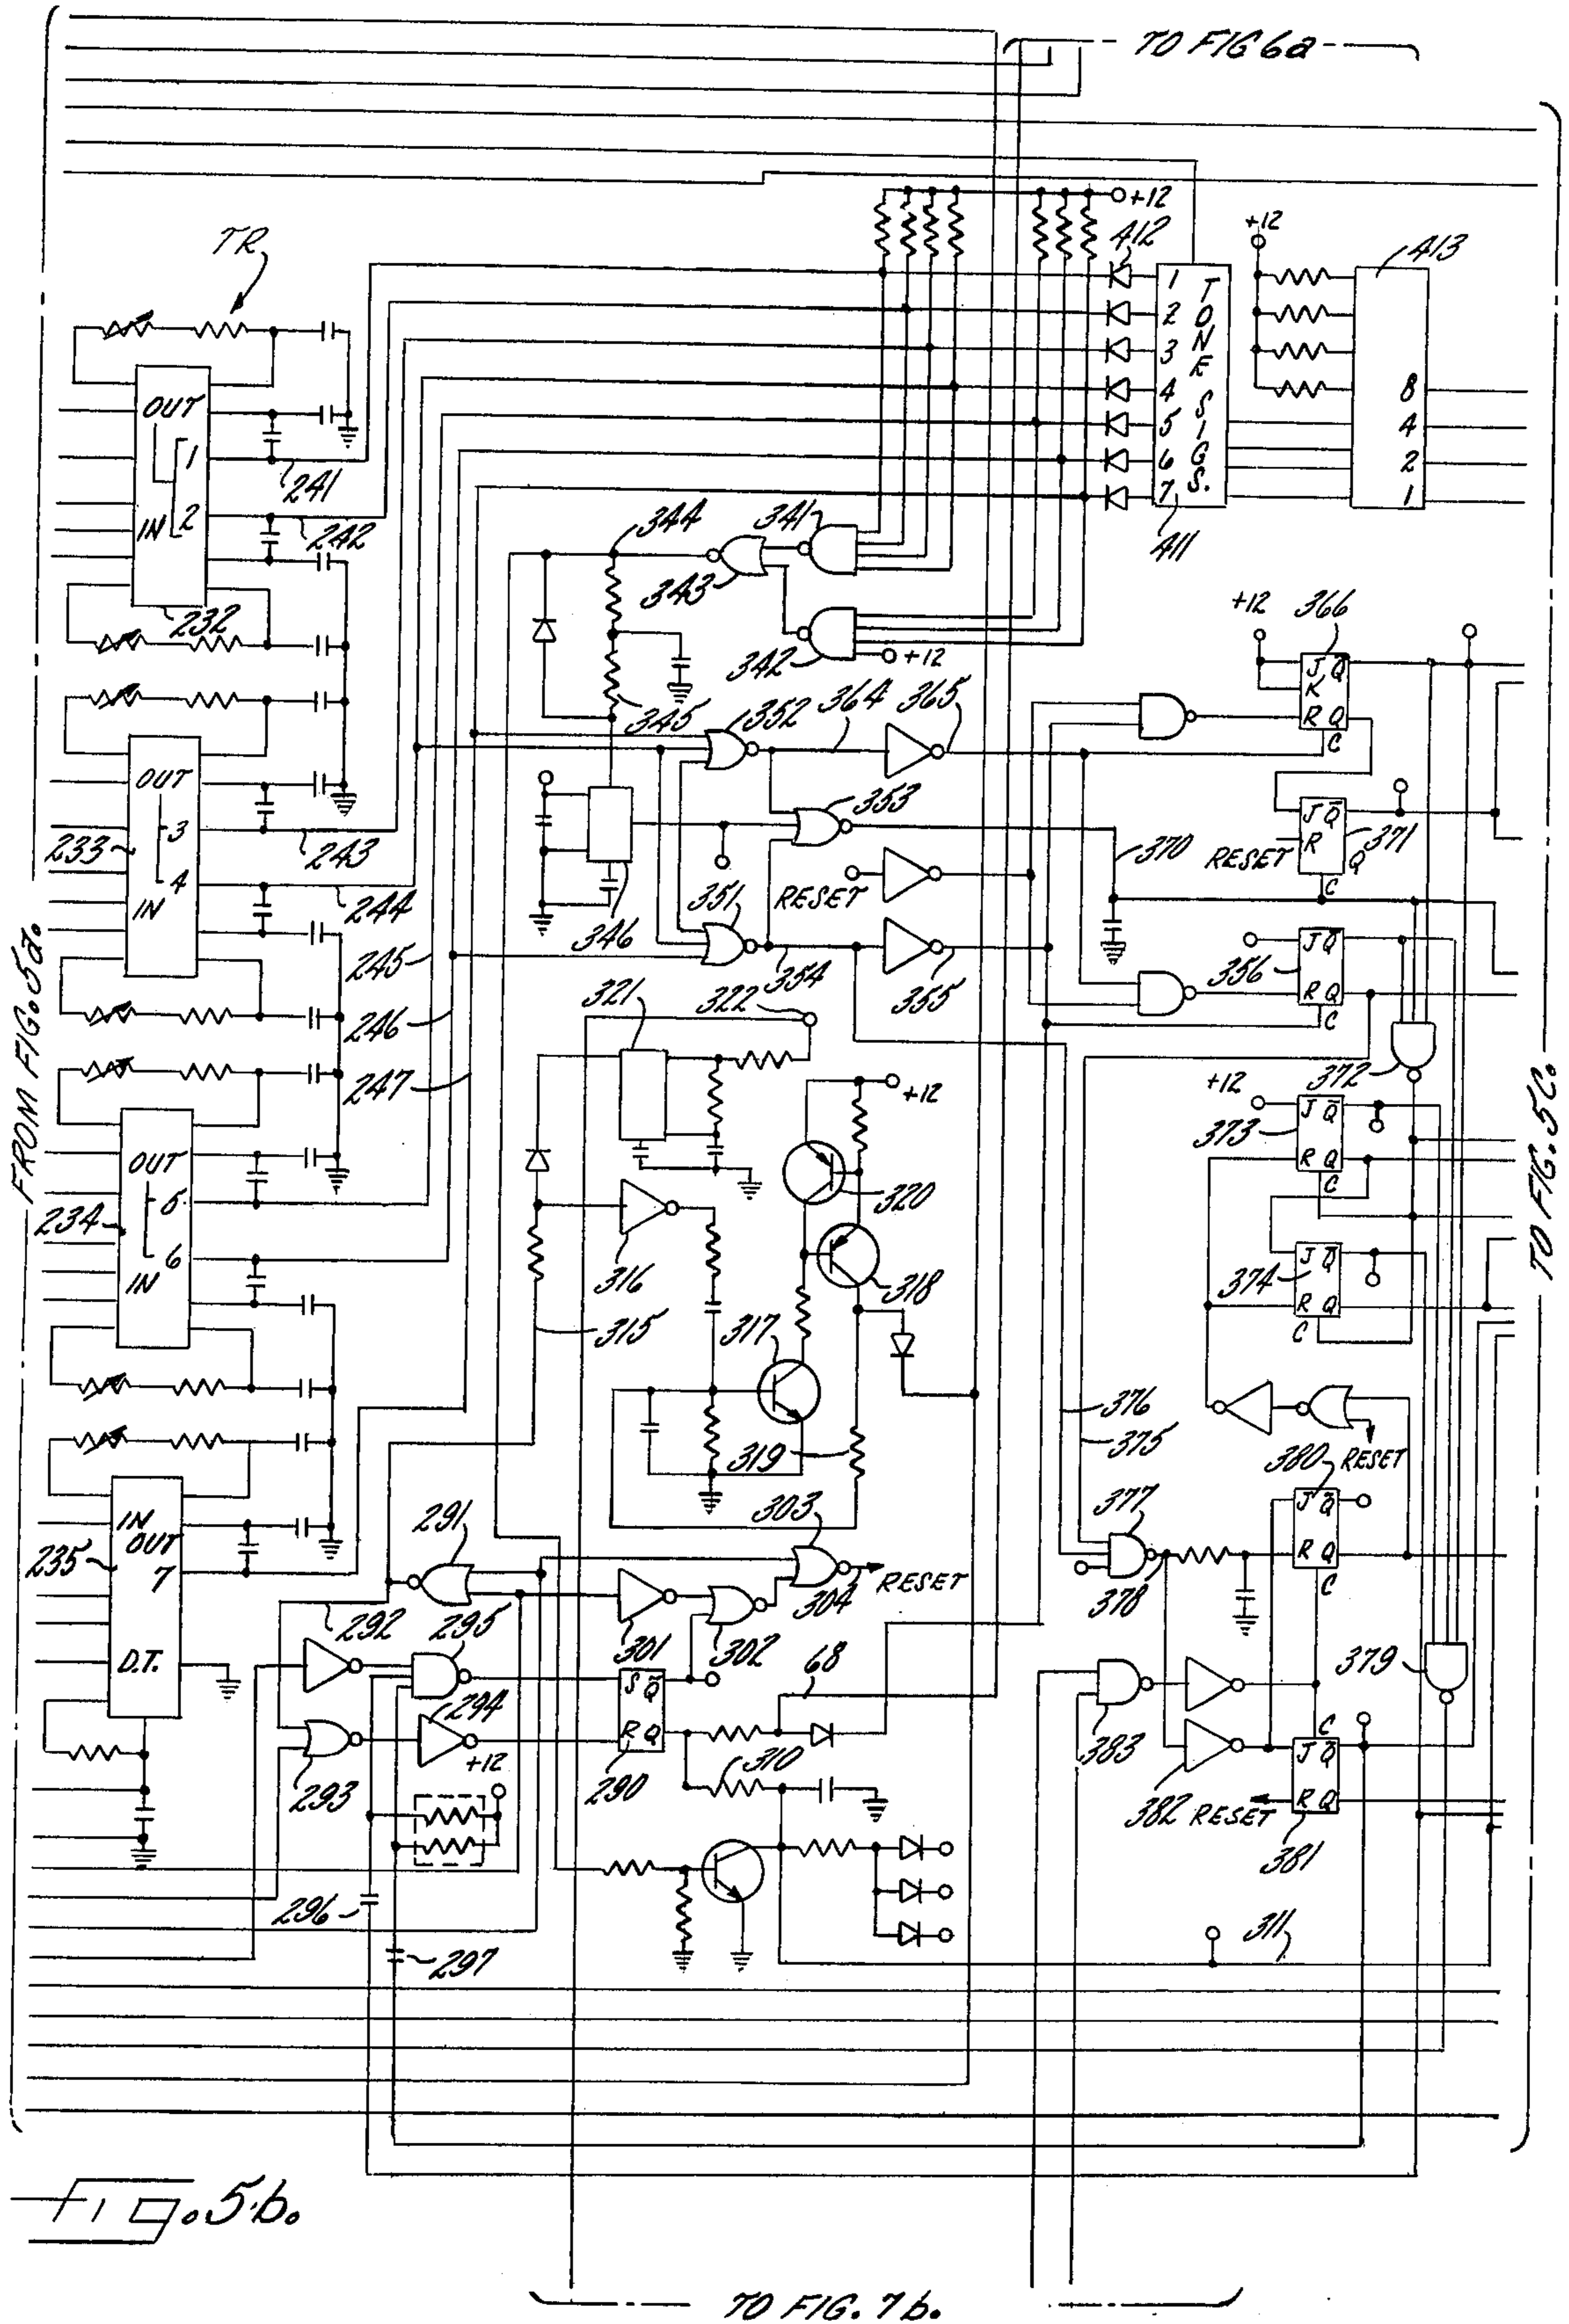 TO FIG 6a
+12
TR
412
+12
413
1
2
3
4
5
6
7
TONE SIGS.
8
4
2
1
411
OUT
1
2
IN
241
242
232
344
341
343
342
+12
345
352
364
365
+12
366
J Q̄
K
R Q
C
OUT
3
4
IN
233
243
244
353
351
RESET
346
354
355
370
J Q̄
R
Q
C
371
RESET
356
J Q̄
R Q
C
245
246
247
321
322
+12
320
318
316
315
317
319
372
+12
373
J Q̄
R Q
C
374
J Q̄
R Q
C
OUT
5
6
IN
234
FROM FIG. 5a.
TO FIG. 5C.
376
375
RESET
380
J Q̄
R Q
C
377
378
IN
OUT
7
D.T.
235
291
303
RESET
304
292
295
301
302
68
S Q̄
R Q
290
294
293
+12
310
379
383
382
RESET
C
J Q̄
R Q
381
296
297
311
Fig. 5b.
TO FIG. 7b.